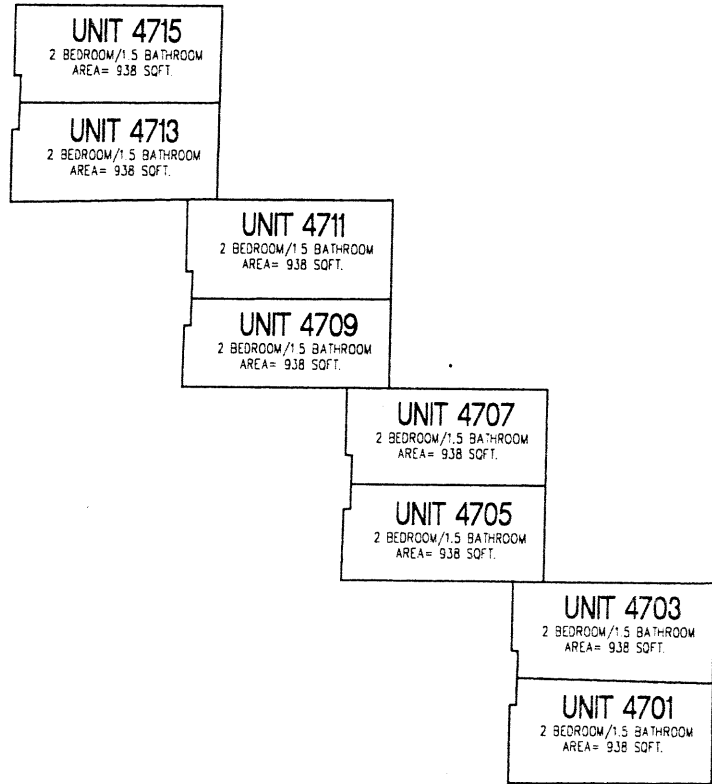 UNIT 4715
2 BEDROOM/1.5 BATHROOM
AREA= 938 SQFT.
UNIT 4713
2 BEDROOM/1.5 BATHROOM
AREA= 938 SQFT.
UNIT 4711
2 BEDROOM/1.5 BATHROOM
AREA= 938 SQFT.
UNIT 4709
2 BEDROOM/1.5 BATHROOM
AREA= 938 SQFT.
UNIT 4707
2 BEDROOM/1.5 BATHROOM
AREA= 938 SQFT.
UNIT 4705
2 BEDROOM/1.5 BATHROOM
AREA= 938 SQFT.
UNIT 4703
2 BEDROOM/1.5 BATHROOM
AREA= 938 SQFT.
UNIT 4701
2 BEDROOM/1.5 BATHROOM
AREA= 938 SQFT.